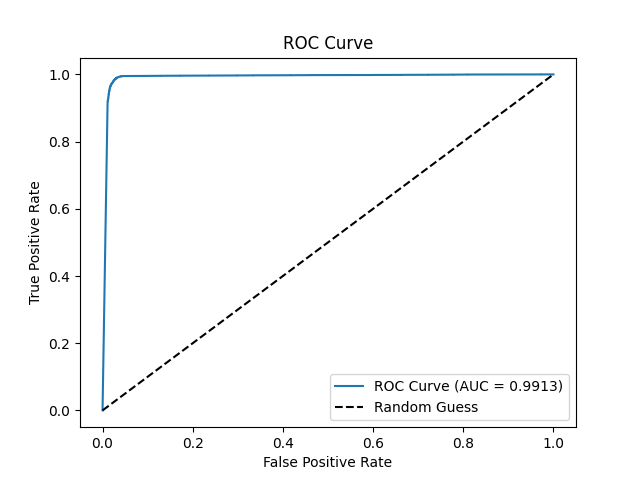 ROC Curve
1.0
0.8
0.6
0.4
0.2
0.0
True Positive Rate
ROC Curve (AUC = 0.9913)
Random Guess
0.0 0.2 0.4 0.6 0.8 1.0
False Positive Rate